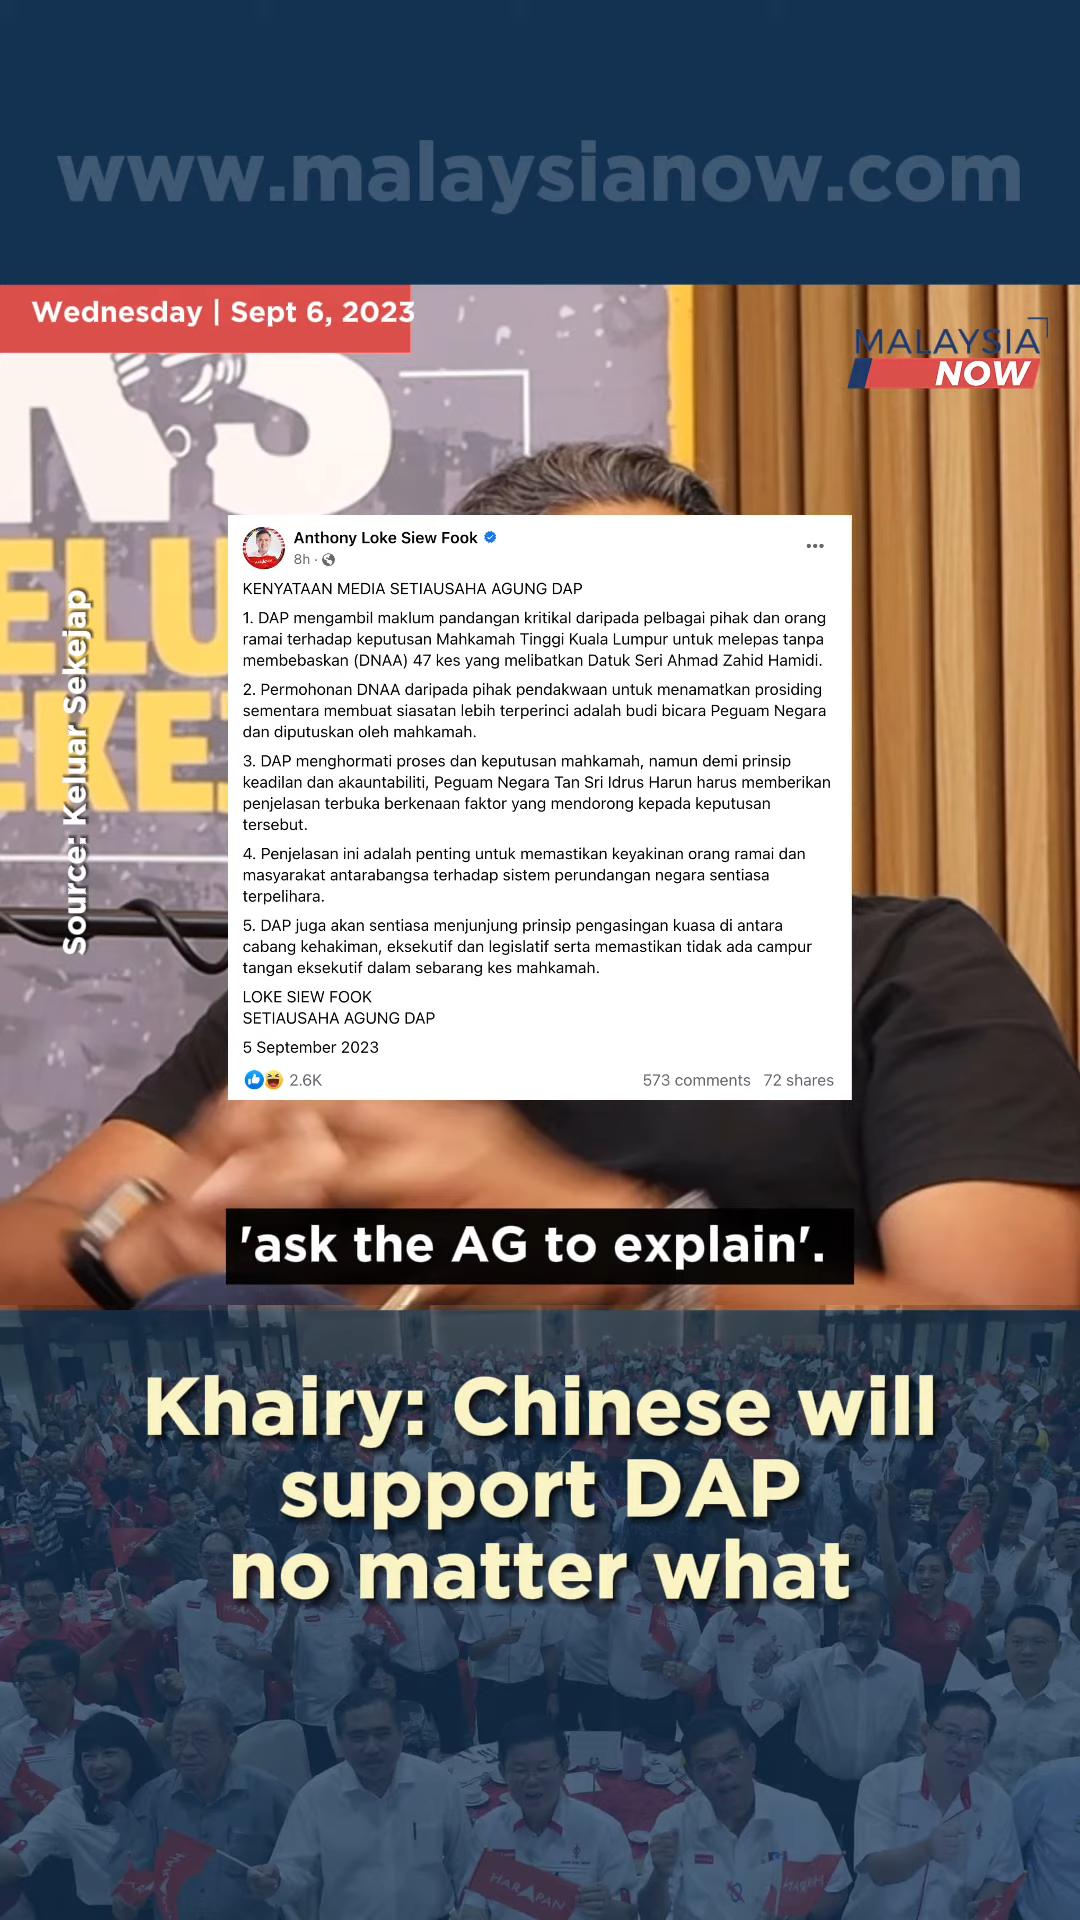 www.malaysianow.com
Wednesday | Sept 6, 2023
MALAYSIA
NOW
ELU
EKE
Source: Keluar Sekejap
Anthony Loke Siew Fook
8h ·
KENYATAAN MEDIA SETIAUSAHA AGUNG DAP
1. DAP mengambil maklum pandangan kritikal daripada pelbagai pihak dan orang
ramai terhadap keputusan Mahkamah Tinggi Kuala Lumpur untuk melepas tanpa
membebaskan (DNAA) 47 kes yang melibatkan Datuk Seri Ahmad Zahid Hamidi.
2. Permohonan DNAA daripada pihak pendakwaan untuk menamatkan prosiding
sementara membuat siasatan lebih terperinci adalah budi bicara Peguam Negara
dan diputuskan oleh mahkamah.
3. DAP menghormati proses dan keputusan mahkamah, namun demi prinsip
keadilan dan akauntabiliti, Peguam Negara Tan Sri Idrus Harun harus memberikan
penjelasan terbuka berkenaan faktor yang mendorong kepada keputusan
tersebut.
4. Penjelasan ini adalah penting untuk memastikan keyakinan orang ramai dan
masyarakat antarabangsa terhadap sistem perundangan negara sentiasa
terpelihara.
5. DAP juga akan sentiasa menjunjung prinsip pengasingan kuasa di antara
cabang kehakiman, eksekutif dan legislatif serta memastikan tidak ada campur
tangan eksekutif dalam sebarang kes mahkamah.
LOKE SIEW FOOK
SETIAUSAHA AGUNG DAP
5 September 2023
2.6K
573 comments 72 shares
'ask the AG to explain'.
Khairy: Chinese will
support DAP
no matter what
HARAPAN